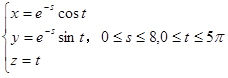 x = e^{-s} cos t
y = e^{-s} sin t, 0 ≤ s ≤ 8, 0 ≤ t ≤ 5π
z = t